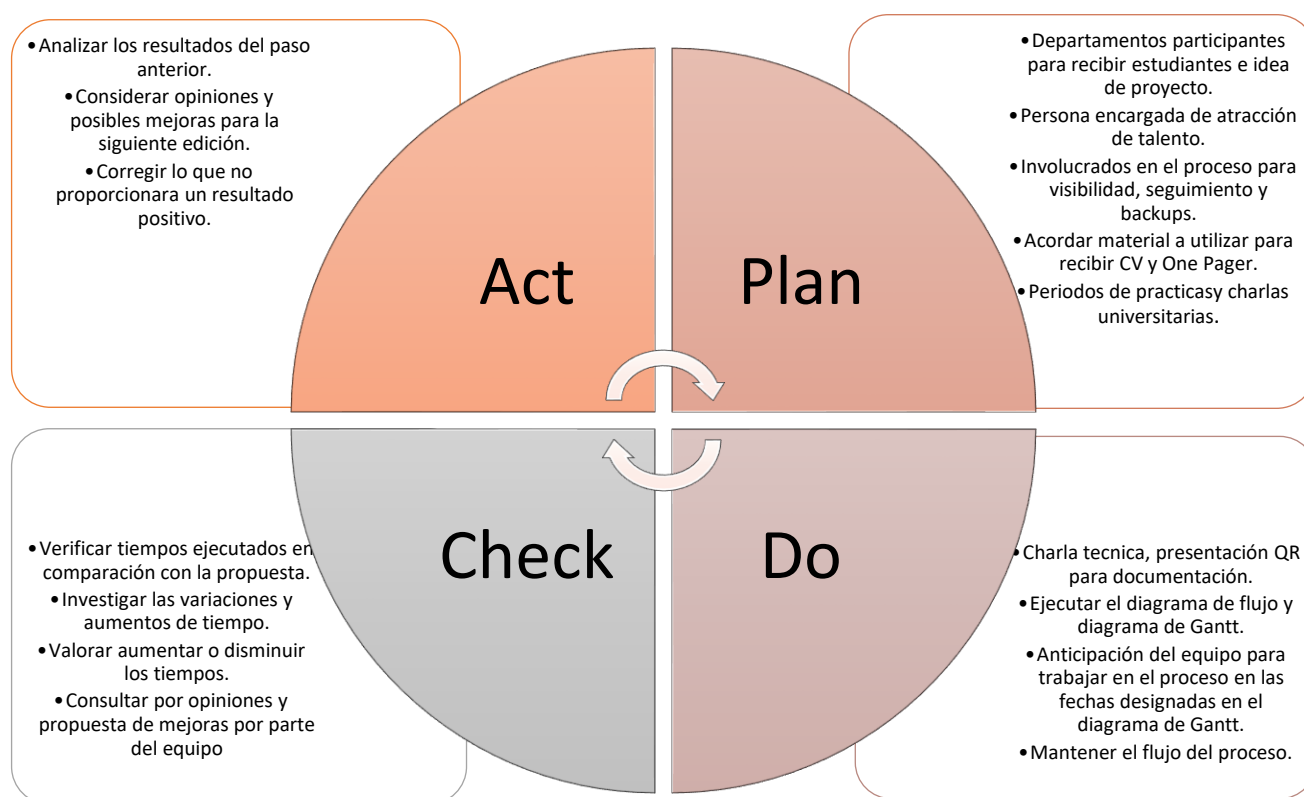 •Analizar los resultados del paso
anterior.
•Considerar opiniones y
posibles mejoras para la
siguiente edición.
•Corregir lo que no
proporcionara un resultado
positivo.
Act
Plan
•Departamentos participantes
para recibir estudiantes e idea
de proyecto.
•Persona encargada de atracción
de talento.
•Involucrados en el proceso para
visibilidad, seguimiento y
backups.
•Acordar material a utilizar para
recibir CV y One Pager.
•Periodos de practicasy charlas
universitarias.
•Verificar tiempos ejecutados en
comparación con la propuesta.
•Investigar las variaciones y
aumentos de tiempo.
•Valorar aumentar o disminuir
los tiempos.
•Consultar por opiniones y
propuesta de mejoras por parte
del equipo
Check
Do
•Charla tecnica, presentación QR
para documentación.
•Ejecutar el diagrama de flujo y
diagrama de Gantt.
•Anticipación del equipo para
trabajar en el proceso en las
fechas designadas en el
diagrama de Gantt.
•Mantener el flujo del proceso.